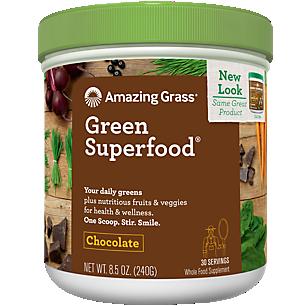 Amazing Grass®
New
Look
Same Great
Product
Green
Superfood®
Your daily greens
plus nutritious fruits & veggies
for health & wellness.
One Scoop. Stir. Smile.
Chocolate
30 SERVINGS
Whole Food Supplement
NET WT. 8.5 OZ. (240G)